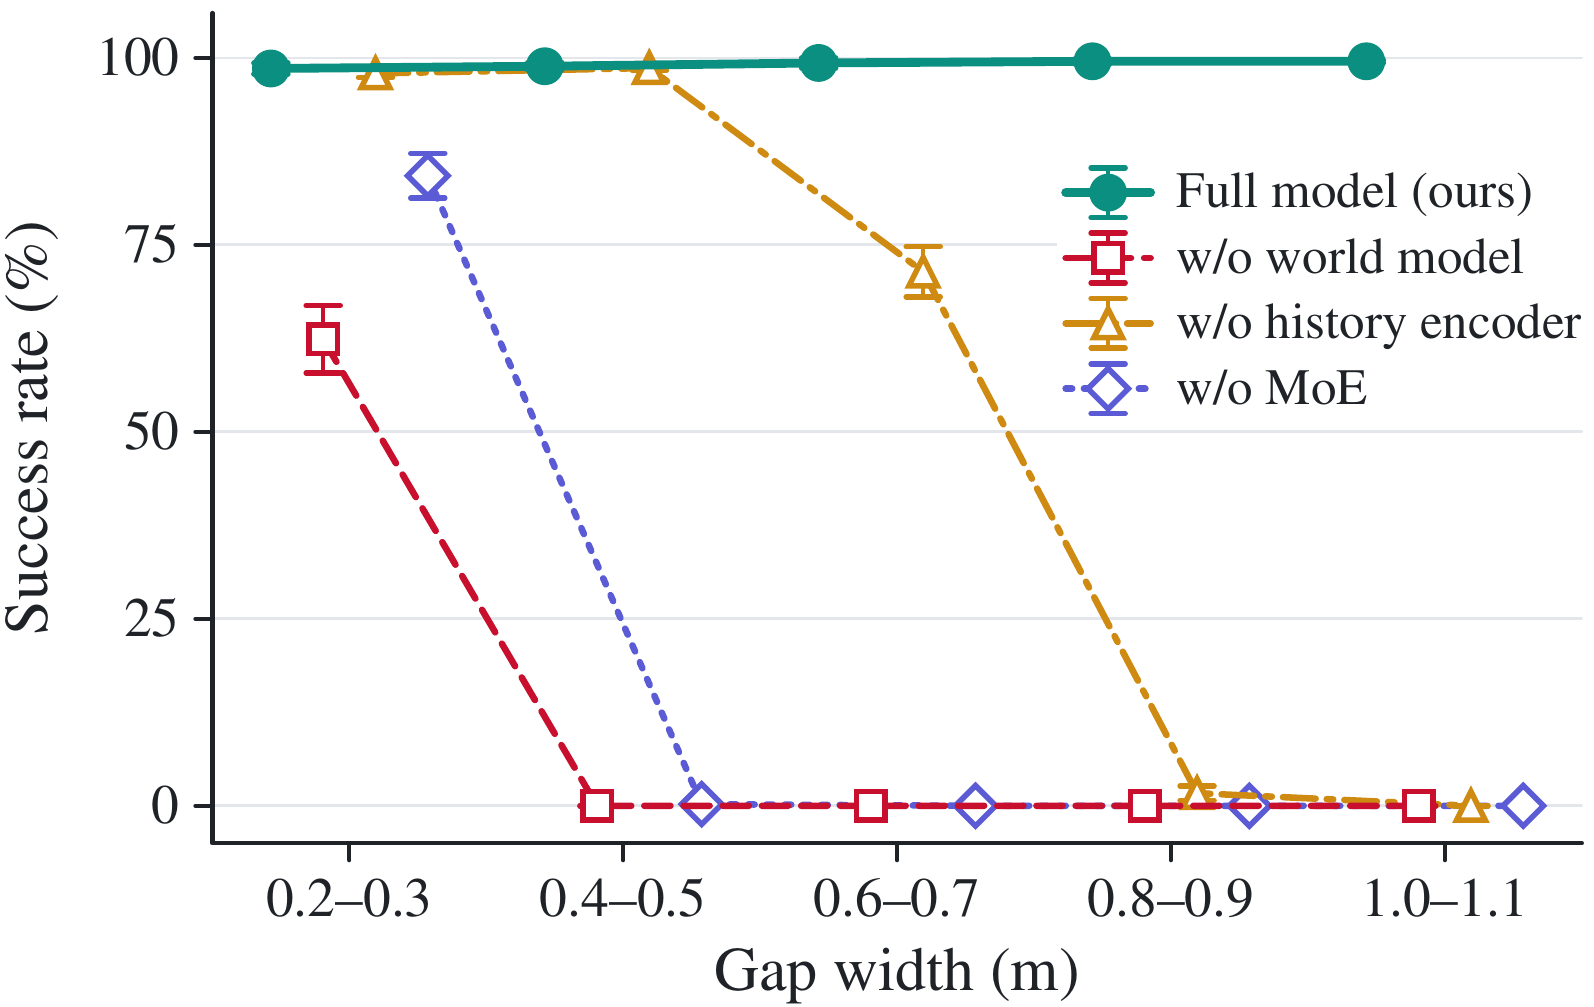 100
75
50
25
0
Success rate (%)
Full model (ours)
w/o world model
w/o history encoder
w/o MoE
0.2–0.3
0.4–0.5
0.6–0.7
0.8–0.9
1.0–1.1
Gap width (m)